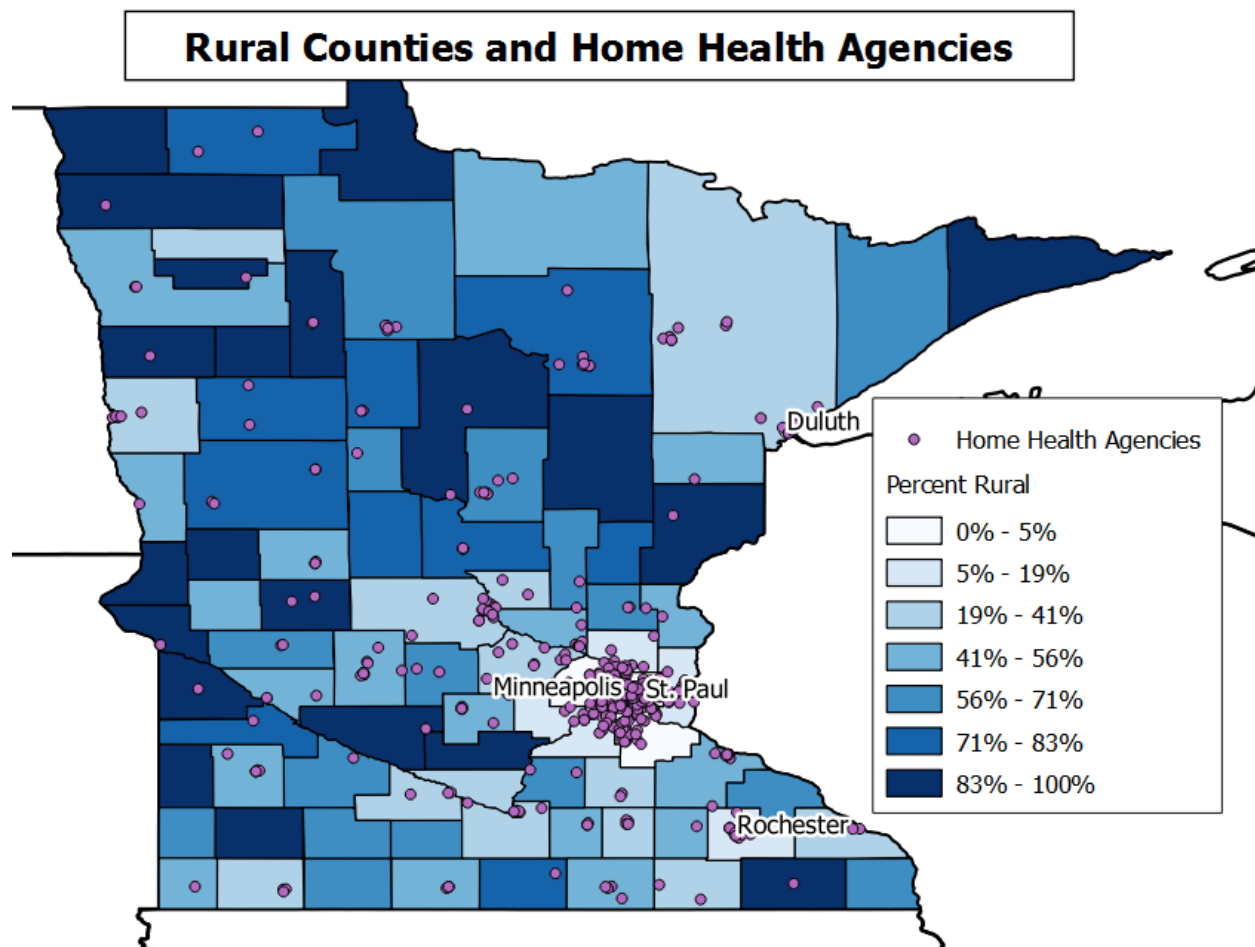 Rural Counties and Home Health Agencies
Duluth
Minneapolis
St. Paul
Rochester
Home Health Agencies
Percent Rural
0% - 5%
5% - 19%
19% - 41%
41% - 56%
56% - 71%
71% - 83%
83% - 100%